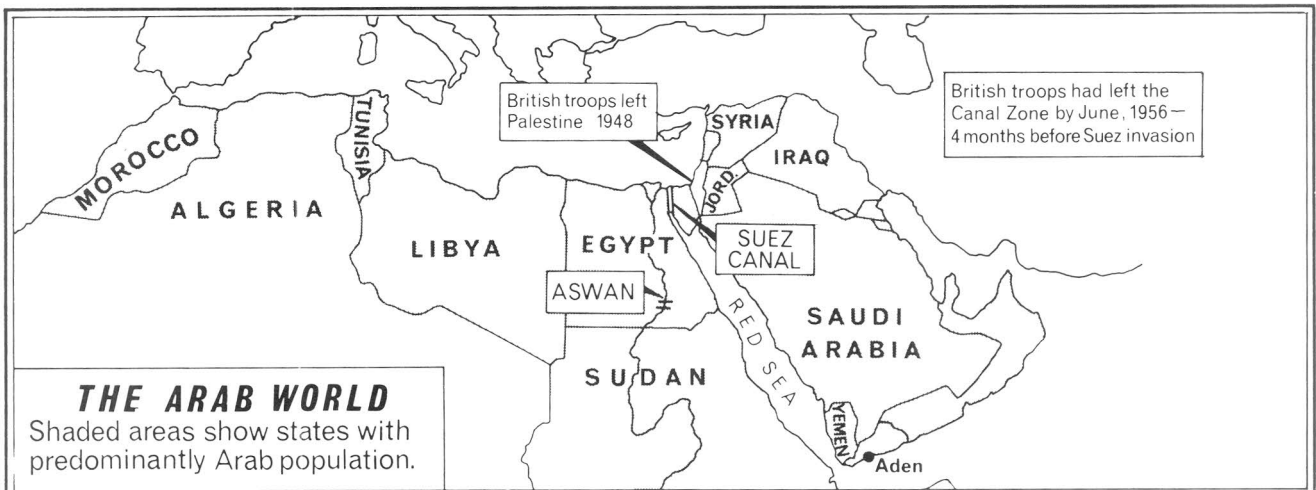 British troops left
Palestine 1948
British troops had left the
Canal Zone by June, 1956—
4 months before Suez invasion
SYRIA
TUNISIA
MOROCCO
IRAQ
JORD.
ALGERIA
LIBYA
EGYPT
SUEZ
CANAL
ASWAN
RED SEA
SAUDI
ARABIA
SUDAN
THE ARAB WORLD
Shaded areas show states with
predominantly Arab population.
YEMEN
Aden